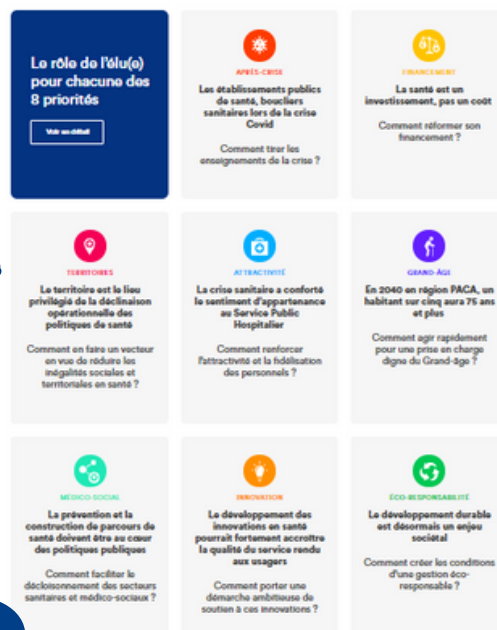 Le rôle de l'élu(e)
pour chacune des
8 priorités
Voir en détail
APRÈS-CRISE
Les établissements publics
de santé, boucliers
sanitaires lors de la crise
Covid
Comment tirer les
enseignements de la crise ?
FINANCEMENT
La santé est un
investissement, pas un coût
Comment réformer son
financement ?
TERRITOIRES
Le territoire est le lieu
privilégié de la déclinaison
opérationnelle des
politiques de santé
Comment en faire un vecteur
en vue de réduire les
inégalités sociales et
territoriales en santé ?
ATTRACTIVITÉ
La crise sanitaire a conforté
le sentiment d'appartenance
au Service Public
Hospitalier
Comment renforcer
l'attractivité et la fidélisation
des personnels ?
GRAND-ÂGE
En 2040 en région PACA, un
habitant sur cinq aura 75 ans
et plus
Comment agir rapidement
pour une prise en charge
digne du Grand-âge ?
MÉDICO-SOCIAL
La prévention et la
construction de parcours de
santé doivent être au cœur
des politiques publiques
Comment faciliter le
décloisonnement des secteurs
sanitaires et médico-sociaux ?
INNOVATION
Le développement des
innovations en santé
pourrait fortement accroître
la qualité du service rendu
aux usagers
Comment porter une
démarche ambitieuse de
soutien à ces innovations ?
ÉCO-RESPONSABILITÉ
Le développement durable
est désormais un enjeu
sociétal
Comment créer les conditions
d'une gestion éco-
responsable ?